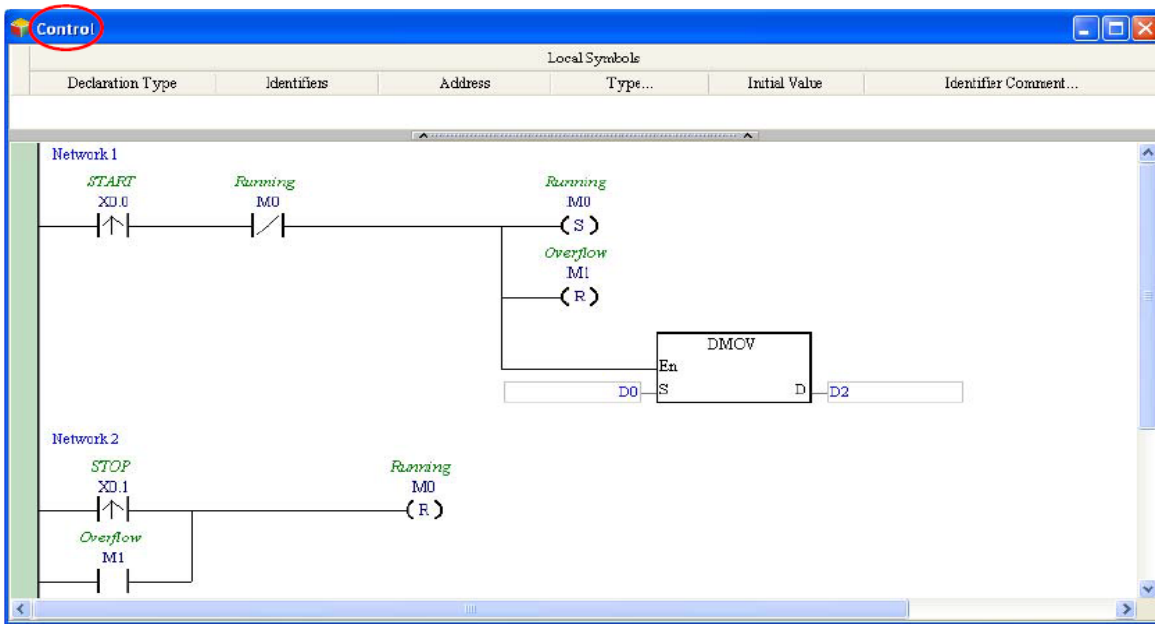 Control
Local Symbols
Declaration Type Identifiers Address Type... Initial Value Identifier Comment...
Network 1
START Running Running
X0.0 M0 M0
S
Overflow
M1
R
DMOV
En
D0 S D D2
Network 2
STOP Running
X0.1 M0
R
Overflow
M1